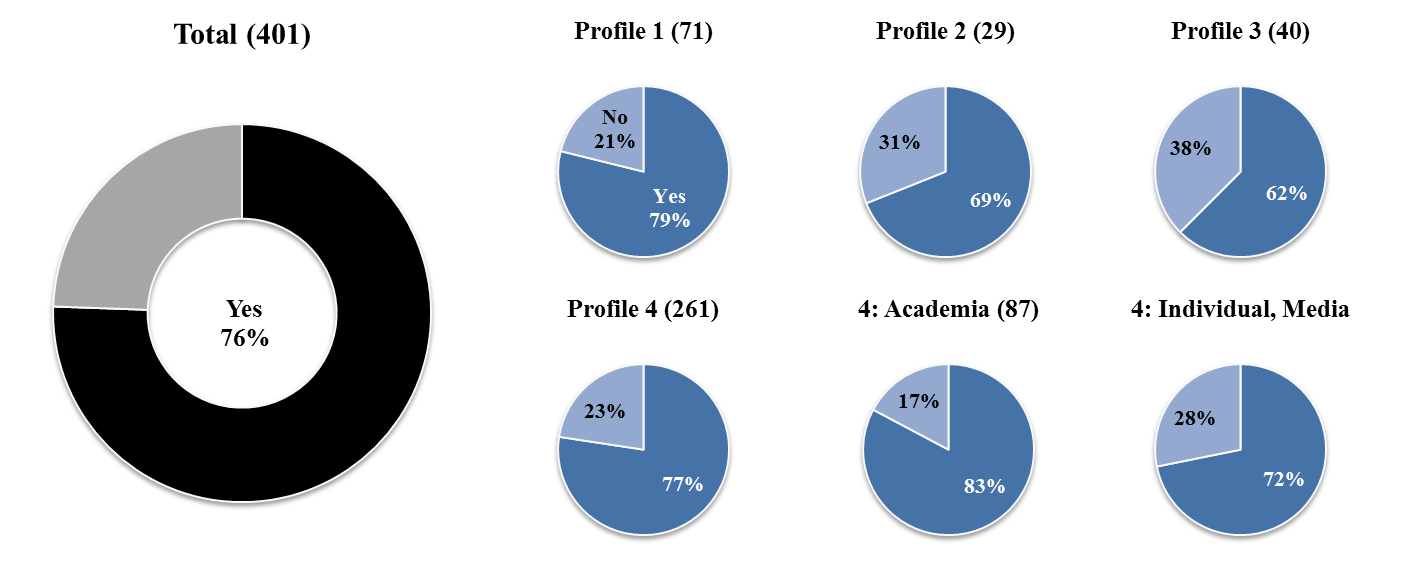 Total (401)
Yes
76%
Profile 1 (71)
No
21%
Yes
79%
Profile 2 (29)
31%
69%
Profile 3 (40)
38%
62%
Profile 4 (261)
23%
77%
4: Academia (87)
17%
83%
4: Individual, Media
28%
72%